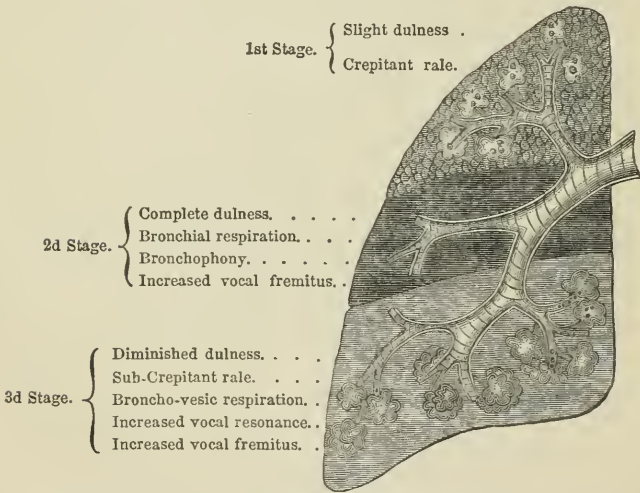 1st Stage.
Slight dulness .
Crepitant rale.
2d Stage.
Complete dulness. . . . .
Bronchial respiration. . .
Bronchophony. . . . . .
Increased vocal fremitus. .
3d Stage.
Diminished dulness. . . .
Sub-Crepitant rale. . . .
Broncho-vesic respiration. .
Increased vocal resonance. .
Increased vocal fremitus. .